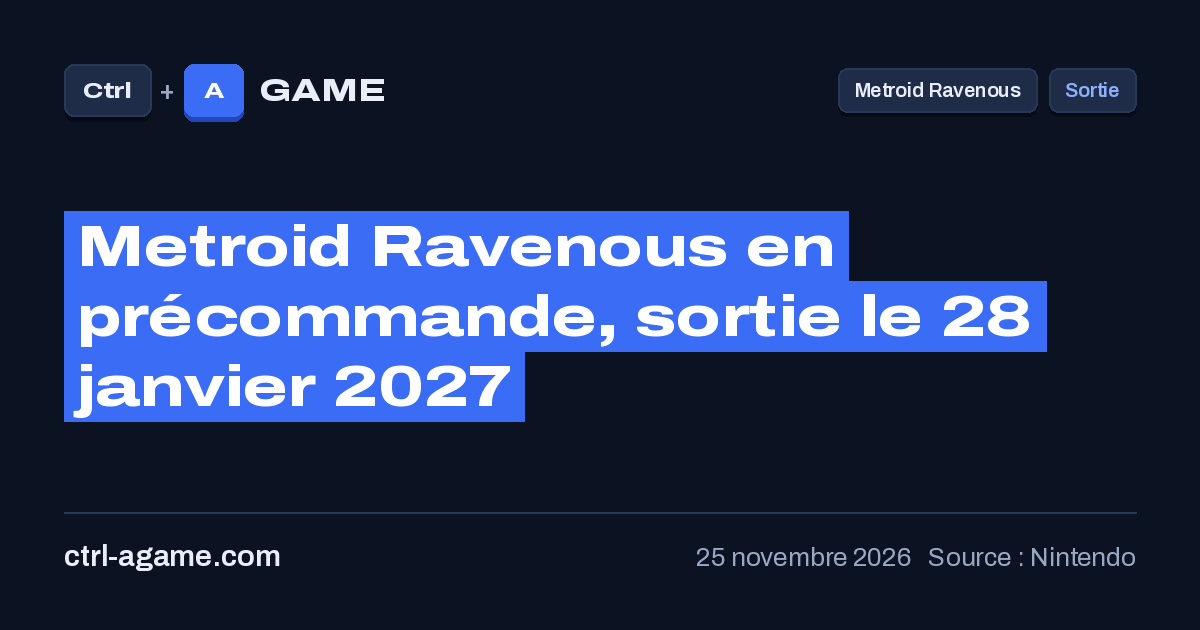 Ctrl + A GAME
Metroid Ravenous Sortie
Metroid Ravenous en
précommande, sortie le 28
janvier 2027
ctrl-agame.com
25 novembre 2026 Source : Nintendo